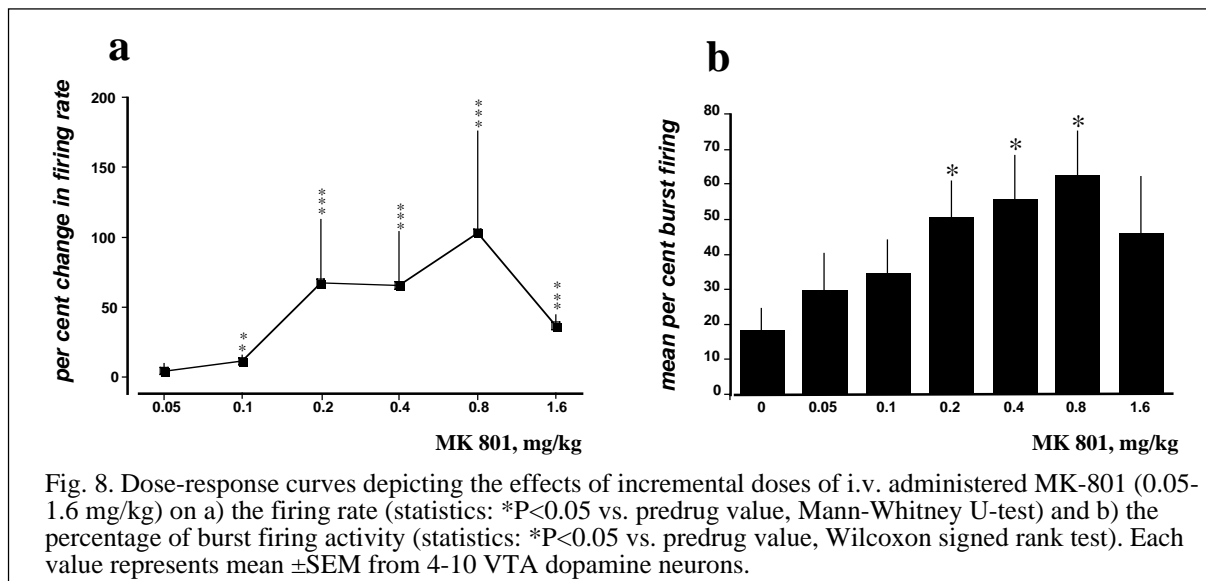 a
per cent change in firing rate
200
150
100
50
0
***
***
***
**
***
0.05 0.1 0.2 0.4 0.8 1.6
MK 801, mg/kg
b
mean per cent burst firing
80
70
60
50
40
30
20
10
0
* * *
0 0.05 0.1 0.2 0.4 0.8 1.6
MK 801, mg/kg
Fig. 8. Dose-response curves depicting the effects of incremental doses of i.v. administered MK-801 (0.05-
1.6 mg/kg) on a) the firing rate (statistics: *P<0.05 vs. predrug value, Mann-Whitney U-test) and b) the
percentage of burst firing activity (statistics: *P<0.05 vs. predrug value, Wilcoxon signed rank test). Each
value represents mean ±SEM from 4-10 VTA dopamine neurons.